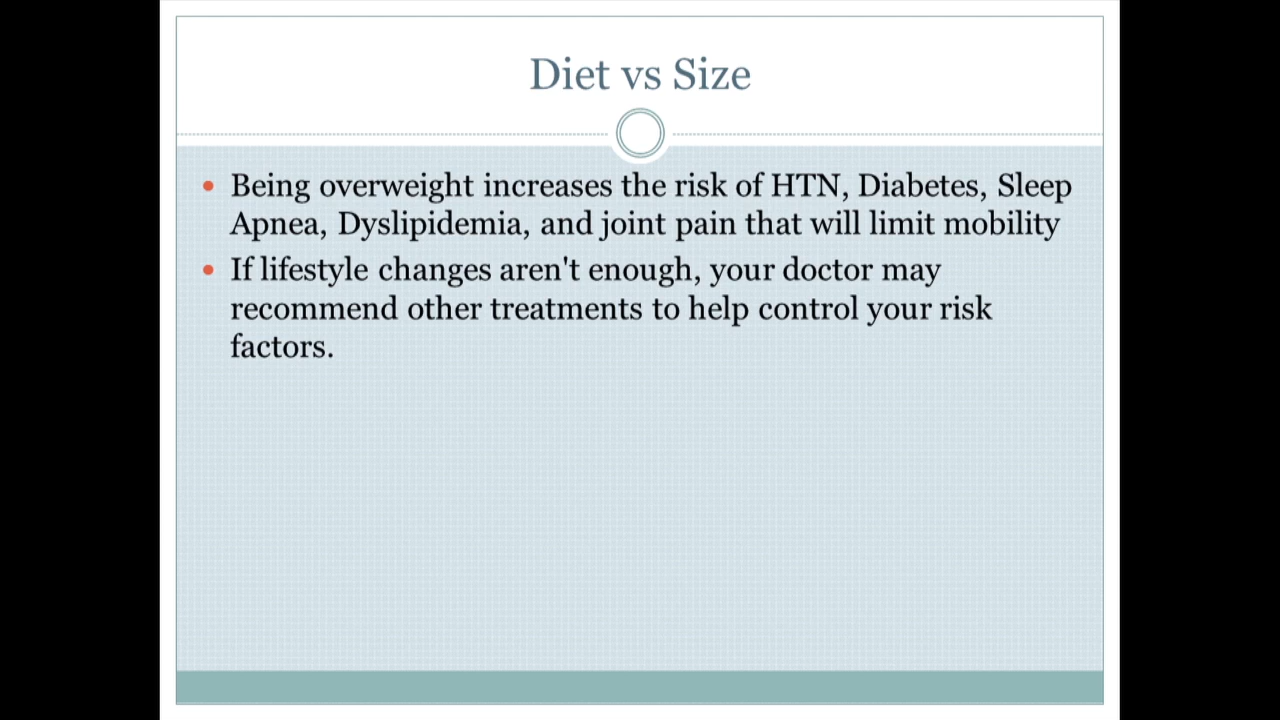 Diet vs Size
• Being overweight increases the risk of HTN, Diabetes, Sleep
Apnea, Dyslipidemia, and joint pain that will limit mobility
• If lifestyle changes aren't enough, your doctor may
recommend other treatments to help control your risk
factors.